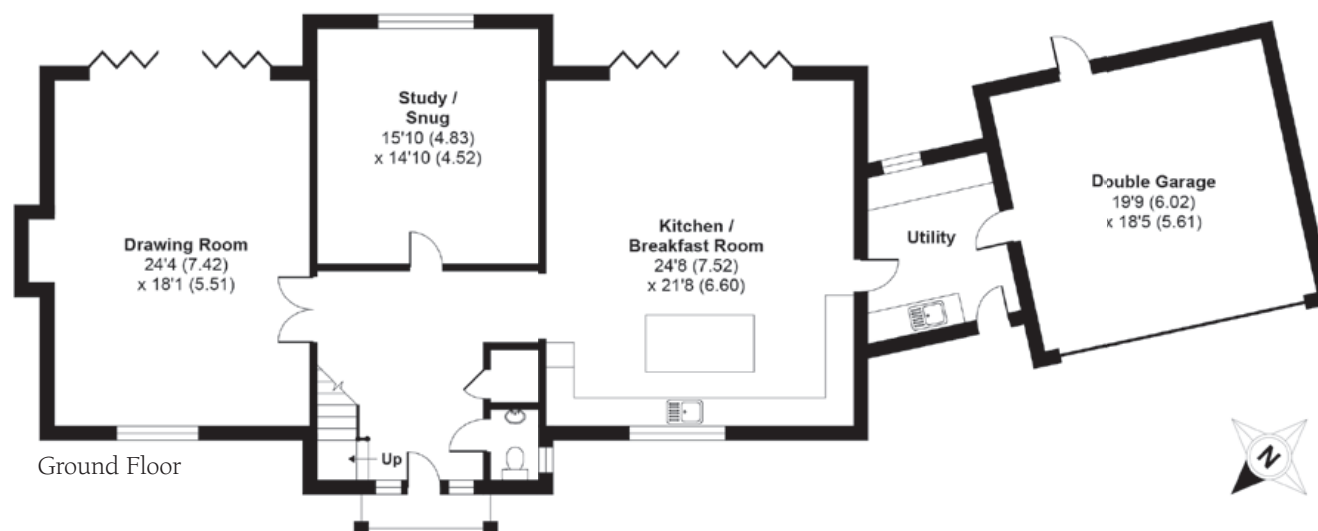 Study /
Snug
15'10 (4.83)
x 14'10 (4.52)
Drawing Room
24'4 (7.42)
x 18'1 (5.51)
Kitchen /
Breakfast Room
24'8 (7.52)
x 21'8 (6.60)
Utility
Double Garage
19'9 (6.02)
x 18'5 (5.61)
Up
Ground Floor
N